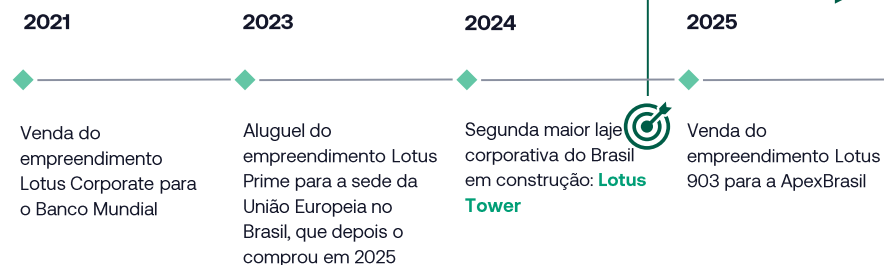 2021
Venda do
empreendimento
Lotus Corporate para
o Banco Mundial
2023
Aluguel do
empreendimento Lotus
Prime para a sede da
União Europeia no
Brasil, que depois o
comprou em 2025
2024
Segunda maior laje
corporativa do Brasil
em construção: Lotus
Tower
2025
Venda do
empreendimento Lotus
903 para a ApexBrasil